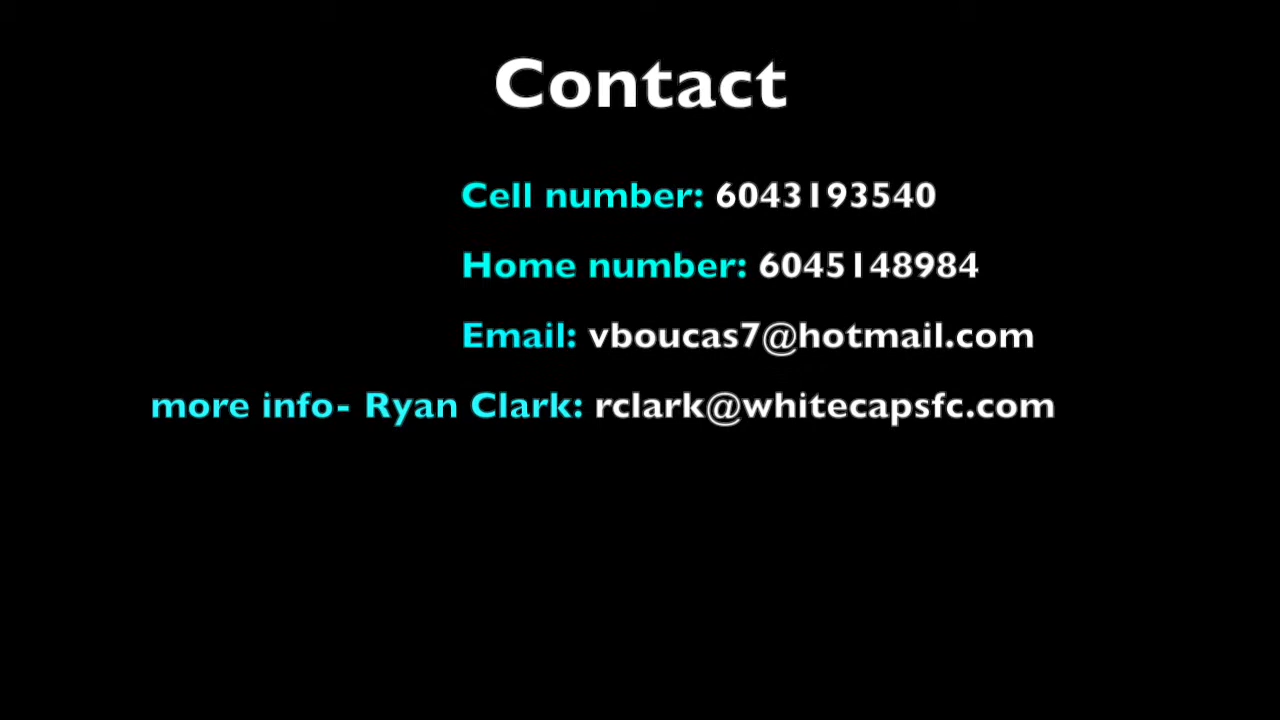 Contact
Cell number: 6043193540
Home number: 6045148984
Email: vboucas7@hotmail.com
more info- Ryan Clark: rclark@whitecapsfc.com